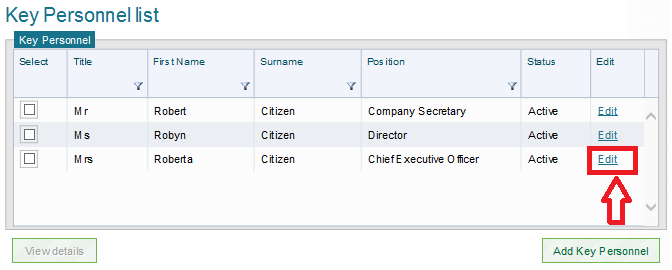 Key Personnel list
Key Personnel
Select Title First Name Surname Position Status Edit
Mr Robert Citizen Company Secretary Active Edit
Ms Robyn Citizen Director Active Edit
Mrs Roberta Citizen Chief Executive Officer Active Edit
View details Add Key Personnel